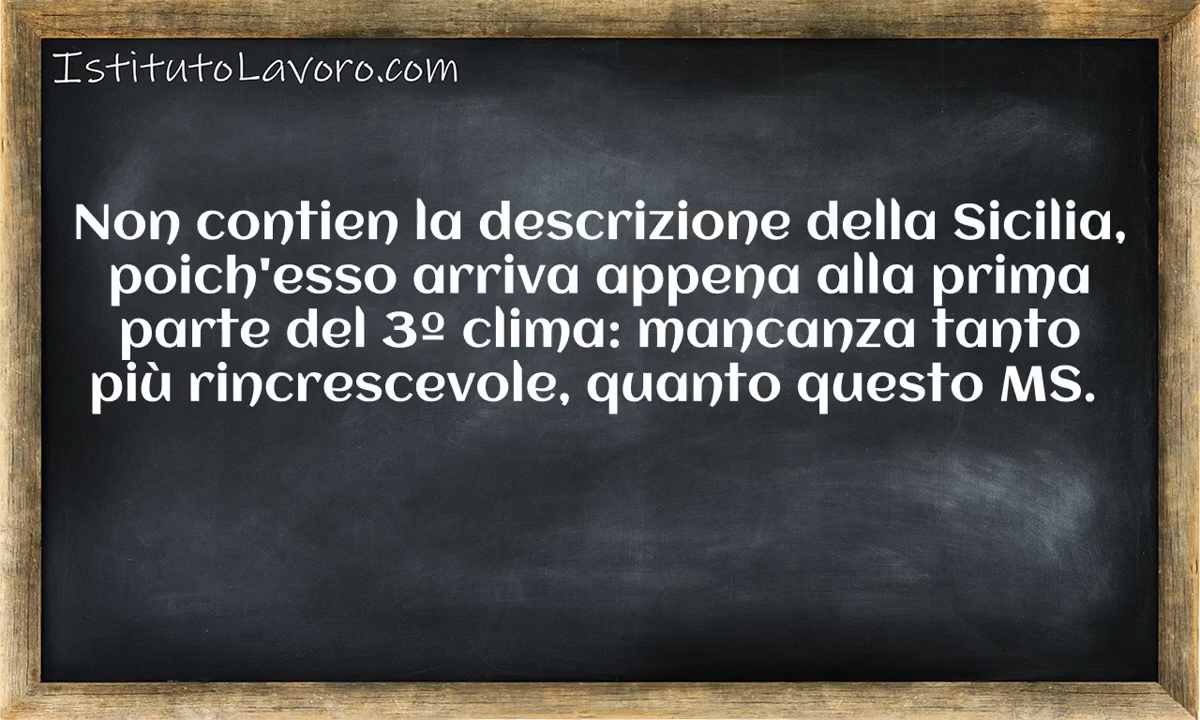 IstitutoLavoro.com
Non contien la descrizione della Sicilia,
poich'esso arriva appena alla prima
parte del 3º clima: mancanza tanto
più rincrescevole, quanto questo MS.